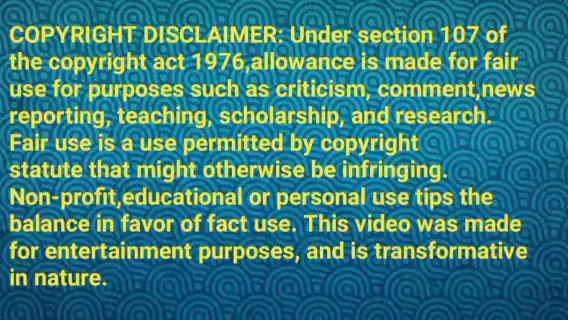 COPYRIGHT DISCLAIMER: Under section 107 of
the copyright act 1976,allowance is made for fair
use for purposes such as criticism, comment,news
reporting, teaching, scholarship, and research.
Fair use is a use permitted by copyright
statute that might otherwise be infringing.
Non-profit,educational or personal use tips the
balance in favor of fact use. This video was made
for entertainment purposes, and is transformative
in nature.